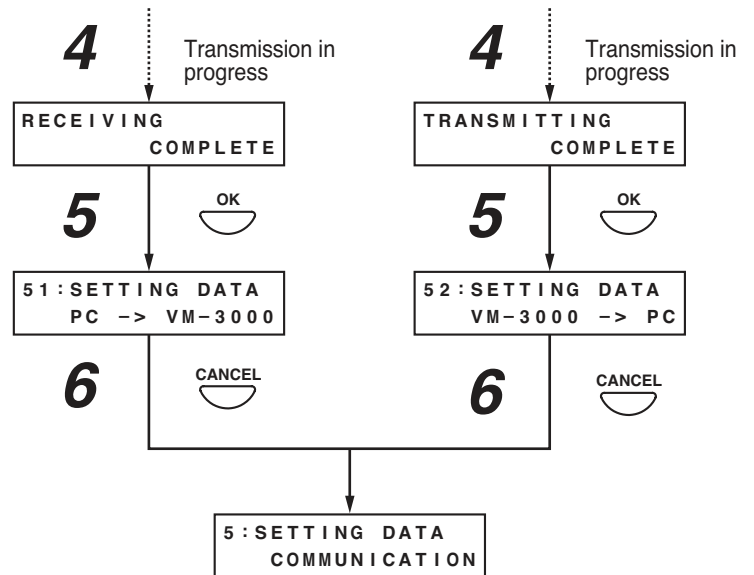 4
Transmission in
progress
RECEIVING
COMPLETE
5
OK
51:SETTING DATA
PC -> VM-3000
6
CANCEL
4
Transmission in
progress
TRANSMITTING
COMPLETE
5
OK
52:SETTING DATA
VM-3000 -> PC
6
CANCEL
5:SETTING DATA
COMMUNICATION